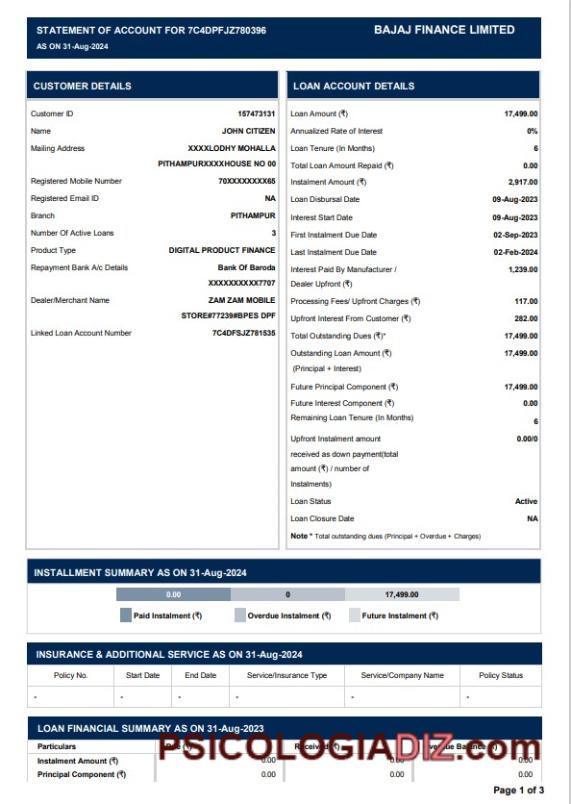 STATEMENT OF ACCOUNT FOR 7C4DPFJZ780396
BAJAJ FINANCE LIMITED
AS ON 31-Aug-2024
CUSTOMER DETAILS
Customer ID 157473131
Name JOHN CITIZEN
Mailing Address XXXXLODHY MOHALLA
PITHAMPURXXXXHOUSE NO 00
Registered Mobile Number 70XXXXXXXX65
Registered Email ID NA
Branch PITHAMPUR
Number Of Active Loans 3
Product Type DIGITAL PRODUCT FINANCE
Repayment Bank A/c Details Bank Of Baroda
XXXXXXXXXX7707
Dealer/Merchant Name ZAM ZAM MOBILE
STORE#77239#BPES DPF
Linked Loan Account Number 7C4DFSJZ781535
LOAN ACCOUNT DETAILS
Loan Amount (₹) 17,499.00
Annualized Rate of Interest 0%
Loan Tenure (In Months) 6
Total Loan Amount Repaid (₹) 0.00
Instalment Amount (₹) 2,917.00
Loan Disbursal Date 09-Aug-2023
Interest Start Date 09-Aug-2023
First Instalment Due Date 02-Sep-2023
Last Instalment Due Date 02-Feb-2024
Interest Paid By Manufacturer / 1,239.00
Dealer Upfront (₹)
Processing Fees/ Upfront Charges (₹) 117.00
Upfront Interest From Customer (₹) 282.00
Total Outstanding Dues (₹)* 17,499.00
Outstanding Loan Amount (₹) 17,499.00
(Principal + Interest)
Future Principal Component (₹) 17,499.00
Future Interest Component (₹) 0.00
Remaining Loan Tenure (In Months) 6
Upfront Instalment amount 0.00/0
received as down payment(total
amount (₹) / number of
Instalments)
Loan Status Active
Loan Closure Date NA
Note * Total outstanding dues (Principal + Overdue + Charges)
INSTALLMENT SUMMARY AS ON 31-Aug-2024
0.00 0 17,499.00
Paid Instalment (₹) Overdue Instalment (₹) Future Instalment (₹)
INSURANCE & ADDITIONAL SERVICE AS ON 31-Aug-2024
Policy No. Start Date End Date Service/Insurance Type Service/Company Name Policy Status
- - - - - -
LOAN FINANCIAL SUMMARY AS ON 31-Aug-2023
Particulars (₹) Received (₹) (₹)
PSICOLOGIADIZ.com
Instalment Amount (₹) 0.00 0.00 0.00
Principal Component (₹) 0.00 0.00 0.00
Page 1 of 3